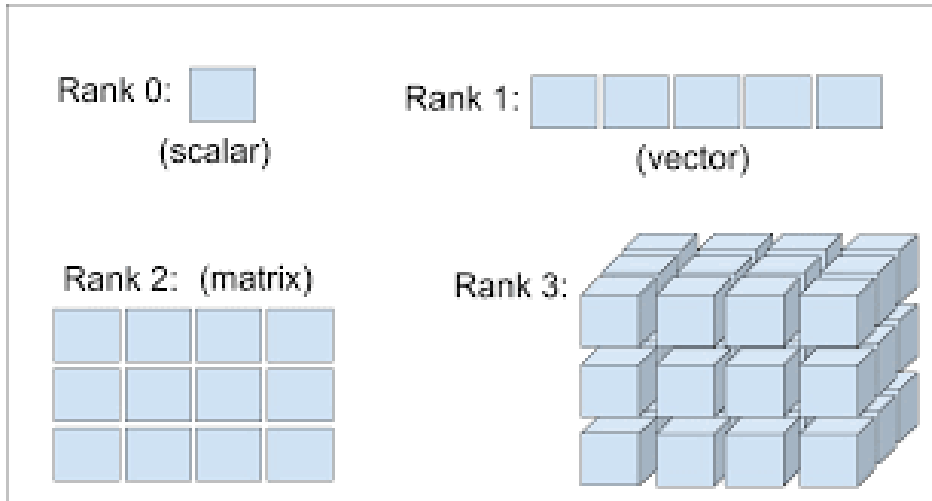 Rank 0:
(scalar)
Rank 1:
(vector)
Rank 2: (matrix)
Rank 3: